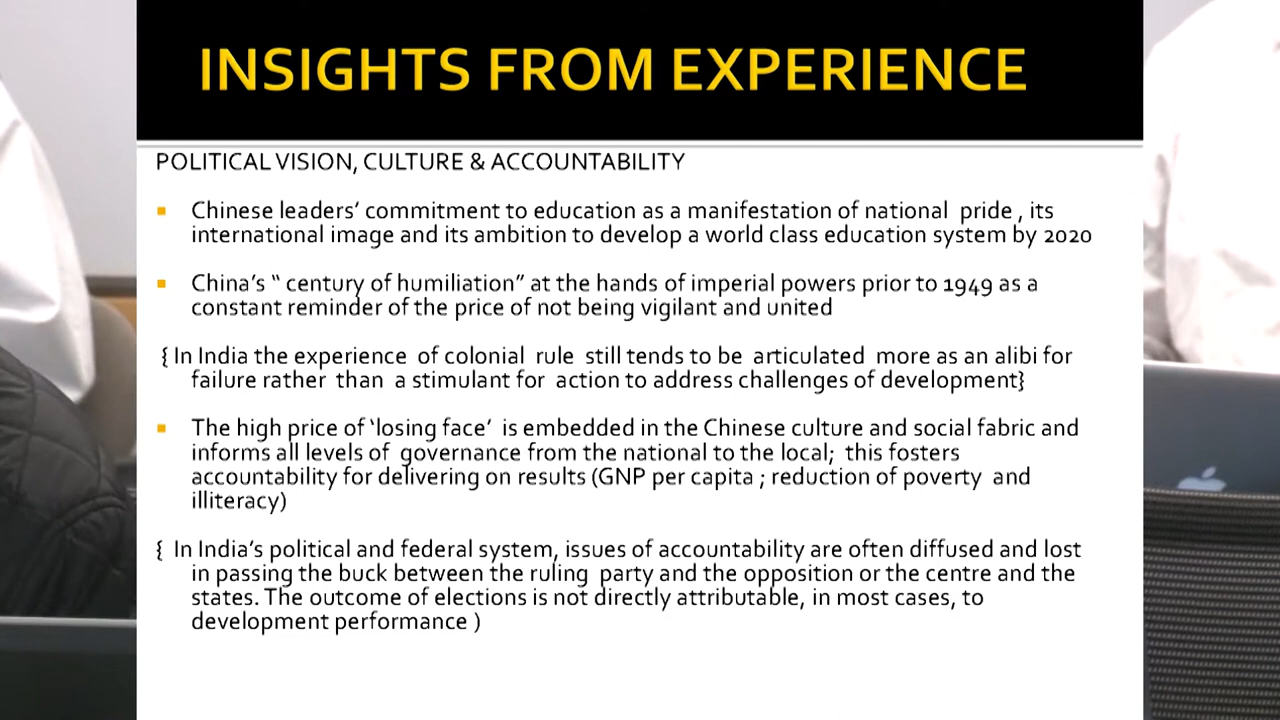 INSIGHTS FROM EXPERIENCE
POLITICAL VISION, CULTURE & ACCOUNTABILITY
Chinese leaders’ commitment to education as a manifestation of national pride , its
international image and its ambition to develop a world class education system by 2020
China’s “ century of humiliation” at the hands of imperial powers prior to 1949 as a
constant reminder of the price of not being vigilant and united
{ In India the experience of colonial rule still tends to be articulated more as an alibi for
failure rather than a stimulant for action to address challenges of development}
The high price of ‘losing face’ is embedded in the Chinese culture and social fabric and
informs all levels of governance from the national to the local; this fosters
accountability for delivering on results (GNP per capita ; reduction of poverty and
illiteracy)
{ In India’s political and federal system, issues of accountability are often diffused and lost
in passing the buck between the ruling party and the opposition or the centre and the
states. The outcome of elections is not directly attributable, in most cases, to
development performance )